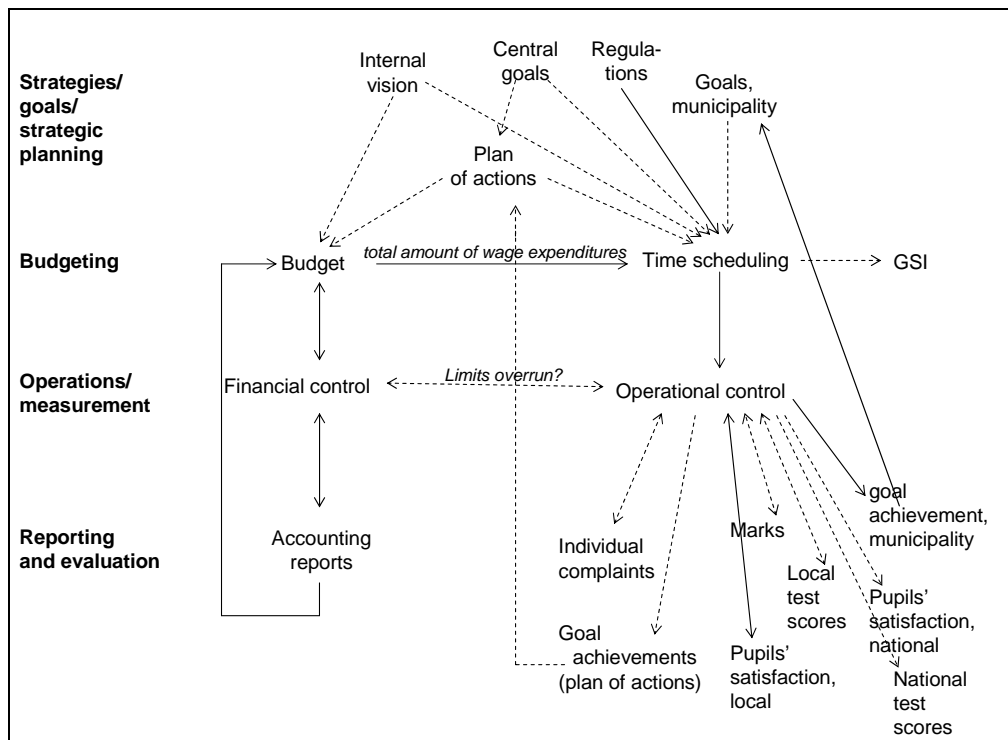 Strategies/
goals/
strategic
planning
Internal
vision
Central
goals
Regula-
tions
Goals,
municipality
Plan
of actions
Budgeting
Budget
total amount of wage expenditures
Time scheduling
GSI
Operations/
measurement
Financial control
Limits overrun?
Operational control
Reporting
and evaluation
Accounting
reports
Individual
complaints
Marks
goal
achievement,
municipality
Local
test
scores
Pupils'
satisfaction,
national
Goal
achievements
(plan of actions)
Pupils'
satisfaction,
local
National
test
scores